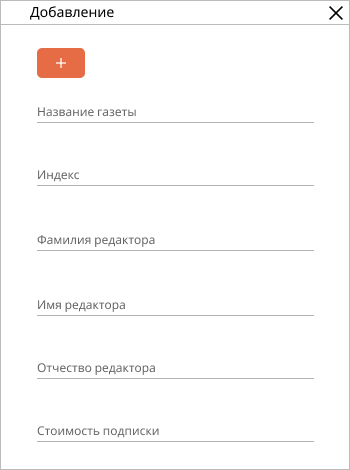 Добавление
+
Название газеты
Индекс
Фамилия редактора
Имя редактора
Отчество редактора
Стоимость подписки